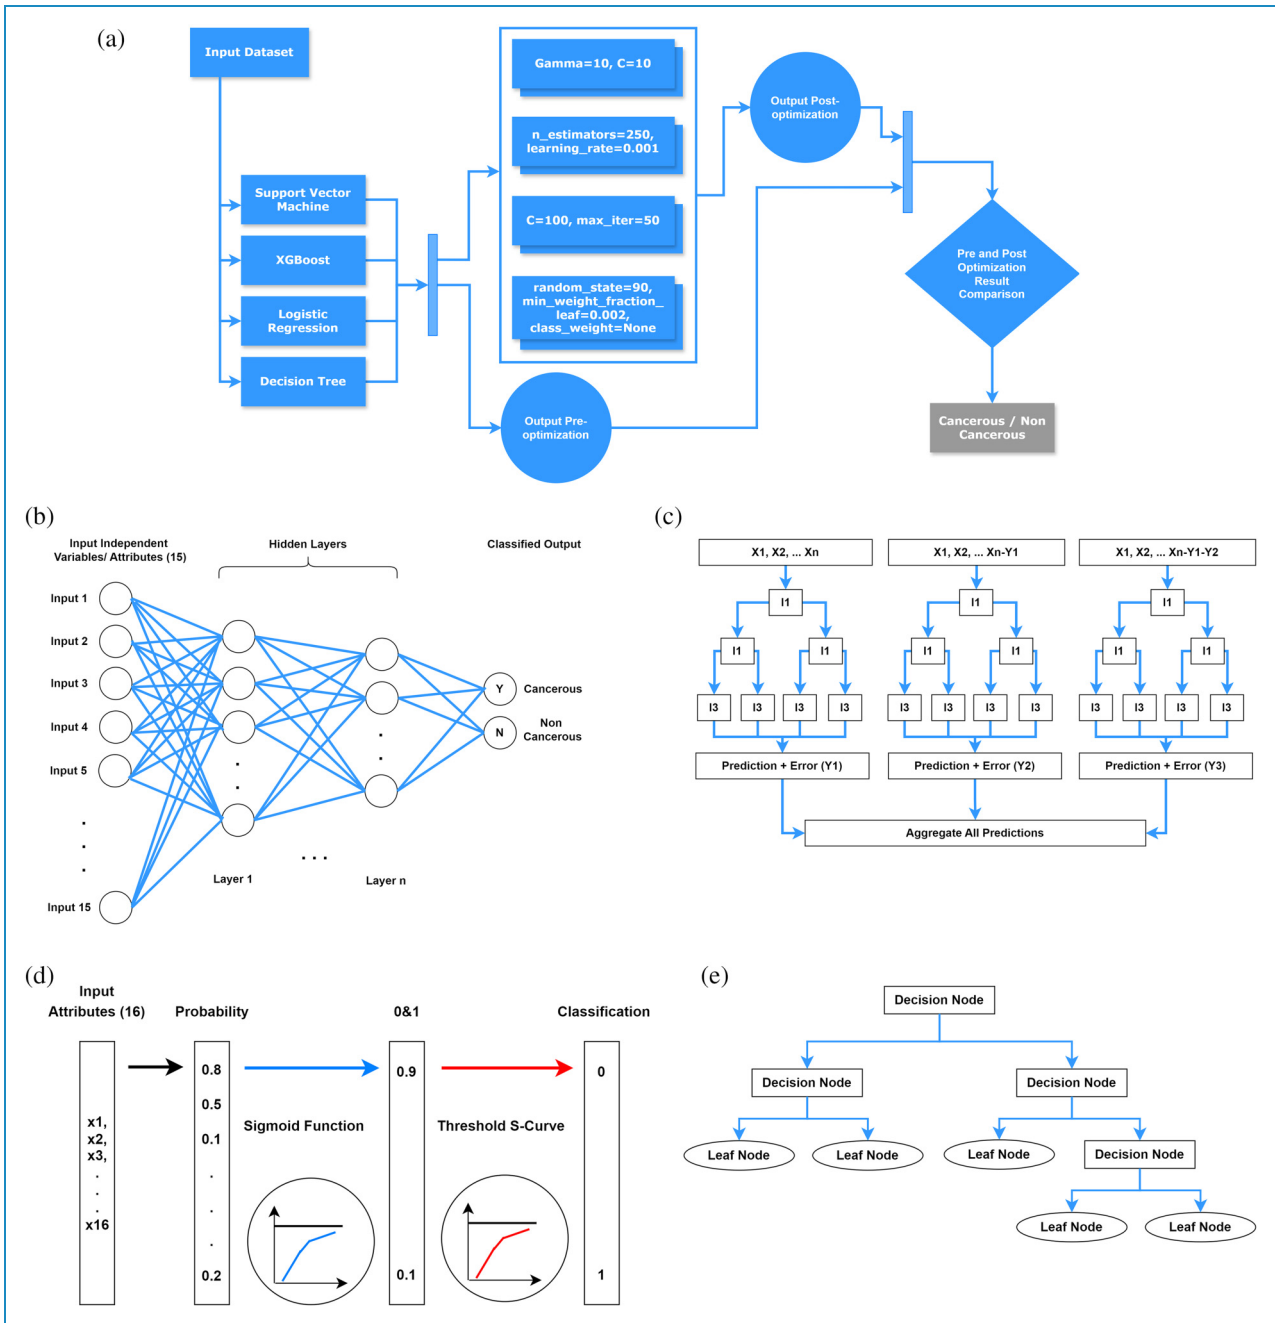 (a)
Input Dataset
Support Vector
Machine
XGBoost
Logistic
Regression
Decision Tree
Gamma=10, C=10
n_estimators=250,
learning_rate=0.001
C=100, max_iter=50
random_state=90,
min_weight_fraction_
leaf=0.002,
class_weight=None
Output Pre-
optimization
Output Post-
optimization
Pre and Post
Optimization
Result
Comparison
Cancerous / Non
Cancerous
(b)
Input Independent
Variables/ Attributes (15)
Hidden Layers
Classified Output
Input 1
Input 2
Input 3
Input 4
Input 5
.
.
.
Input 15
.
.
.
.
Y
Cancerous
N
Non
Cancerous
. . .
Layer 1
Layer n
(c)
X1, X2, ... Xn
X1, X2, ... Xn-Y1
X1, X2, ... Xn-Y1-Y2
I1
I1
I1
I1
I1
I1
I1
I1
I1
I3
I3
I3
I3
I3
I3
I3
I3
I3
I3
I3
I3
Prediction + Error (Y1)
Prediction + Error (Y2)
Prediction + Error (Y3)
Aggregate All Predictions
(d)
Input
Attributes (16)
Probability
0&1
Classification
x1,
x2,
x3,
.
.
.
x16
0.8
0.5
0.1
.
.
.
0.2
Sigmoid Function
0.9
0.1
Threshold S-Curve
0
1
(e)
Decision Node
Decision Node
Decision Node
Leaf Node
Leaf Node
Leaf Node
Decision Node
Leaf Node
Leaf Node